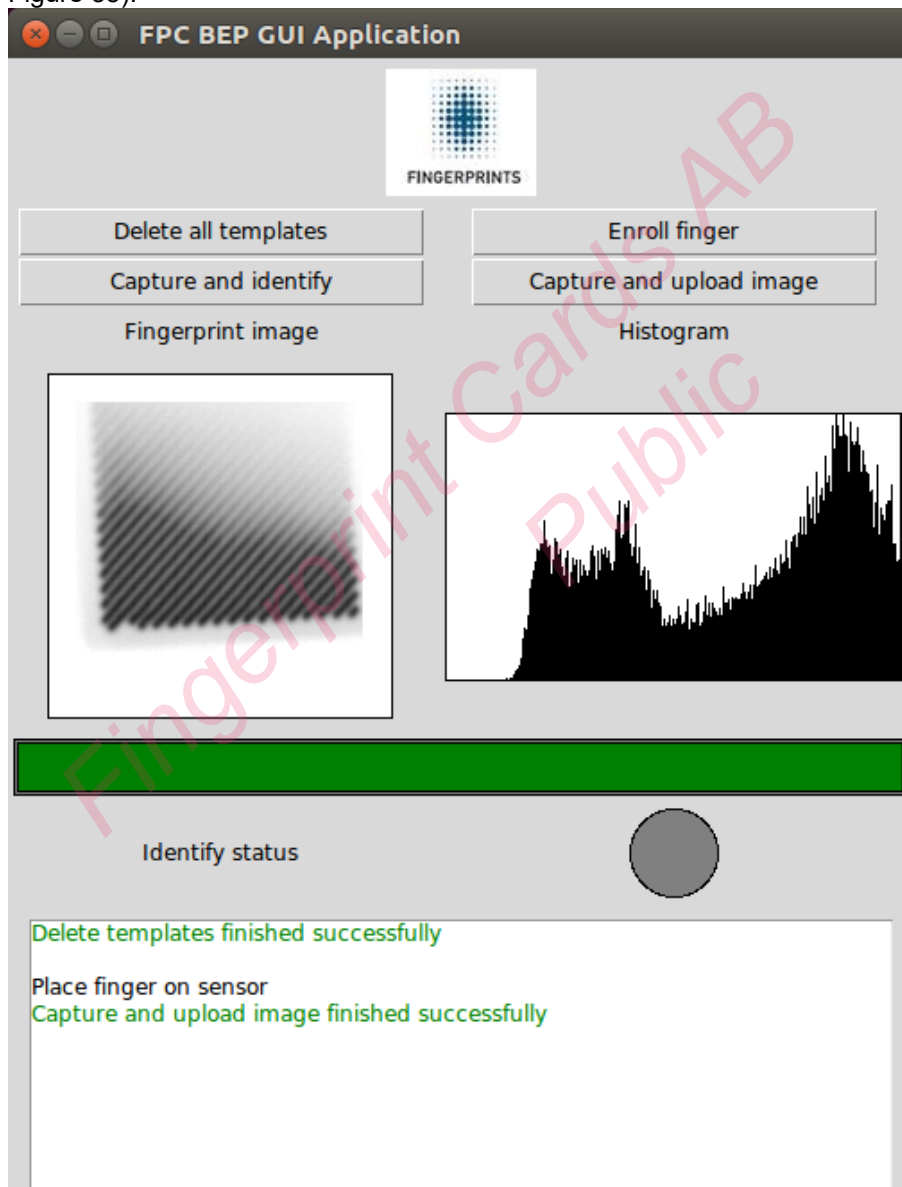 FPC BEP GUI Application
FINGERPRINTS
Delete all templates
Enroll finger
Capture and identify
Capture and upload image
Fingerprint image
Histogram
Identify status
Delete templates finished successfully
Place finger on sensor
Capture and upload image finished successfully
Fingerprint Cards AB
Public